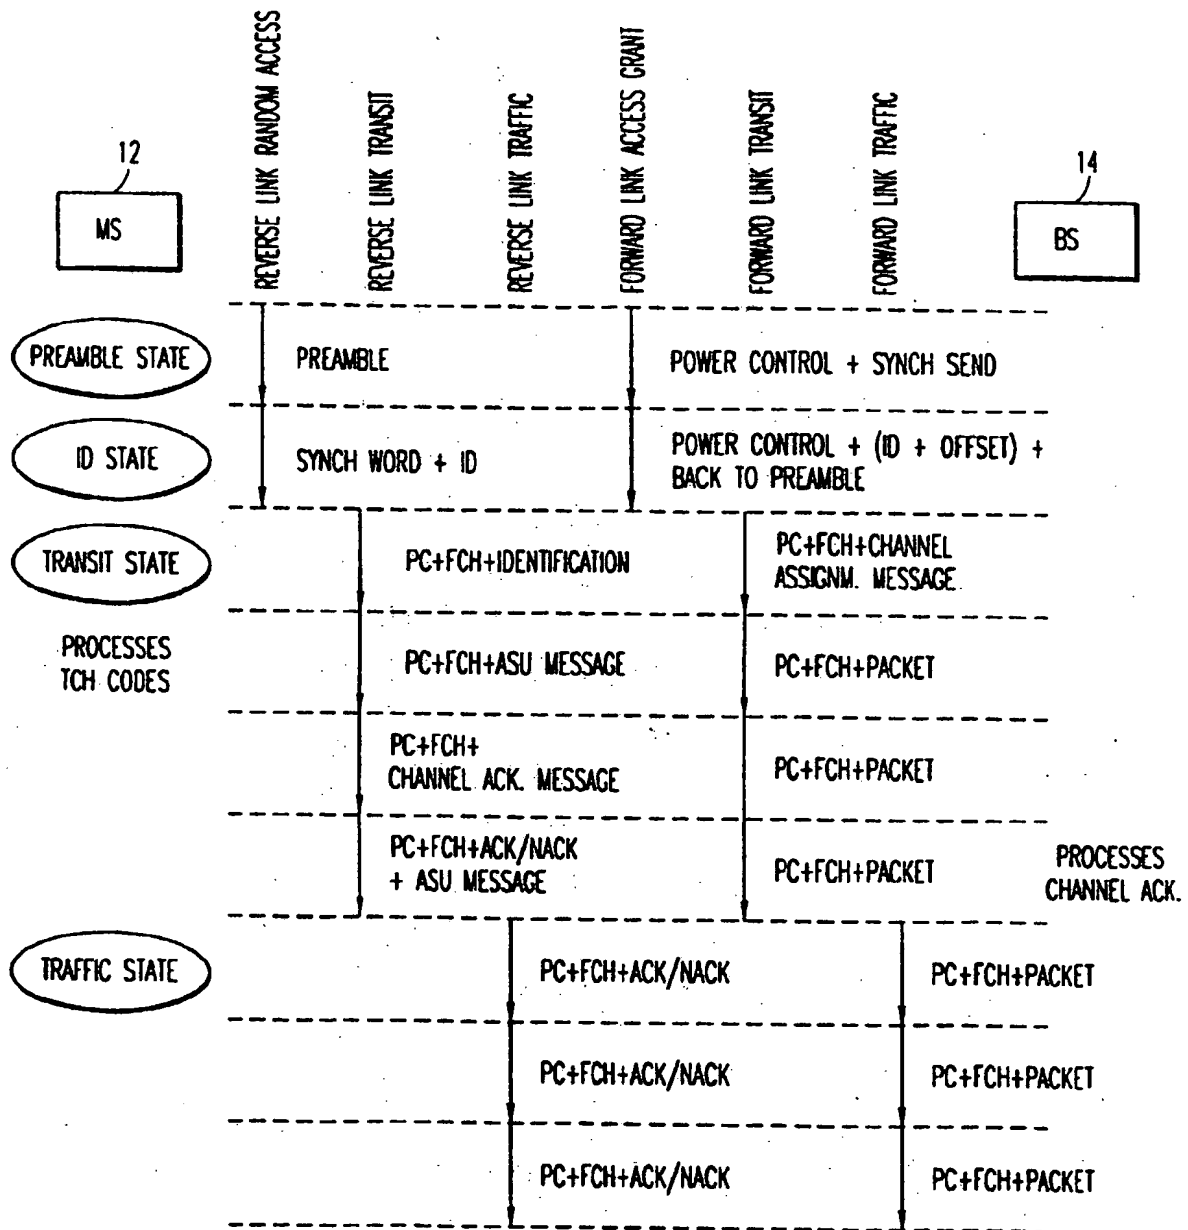 REVERSE LINK RANDOM ACCESS
REVERSE LINK TRANSIT
REVERSE LINK TRAFFIC
FORWARD LINK ACCESS GRANT
FORWARD LINK TRANSIT
FORWARD LINK TRAFFIC
12
MS
14
BS
PREAMBLE STATE
PREAMBLE
POWER CONTROL + SYNCH SEND
ID STATE
SYNCH WORD + ID
POWER CONTROL + (ID + OFFSET) +
BACK TO PREAMBLE
TRANSIT STATE
PC+FCH+IDENTIFICATION
PC+FCH+CHANNEL
ASSIGNM. MESSAGE
PROCESSES
TCH CODES
PC+FCH+ASU MESSAGE
PC+FCH+PACKET
PC+FCH+
CHANNEL ACK. MESSAGE
PC+FCH+PACKET
PC+FCH+ACK/NACK
+ ASU MESSAGE
PC+FCH+PACKET
PROCESSES
CHANNEL ACK.
TRAFFIC STATE
PC+FCH+ACK/NACK
PC+FCH+PACKET
PC+FCH+ACK/NACK
PC+FCH+PACKET
PC+FCH+ACK/NACK
PC+FCH+PACKET